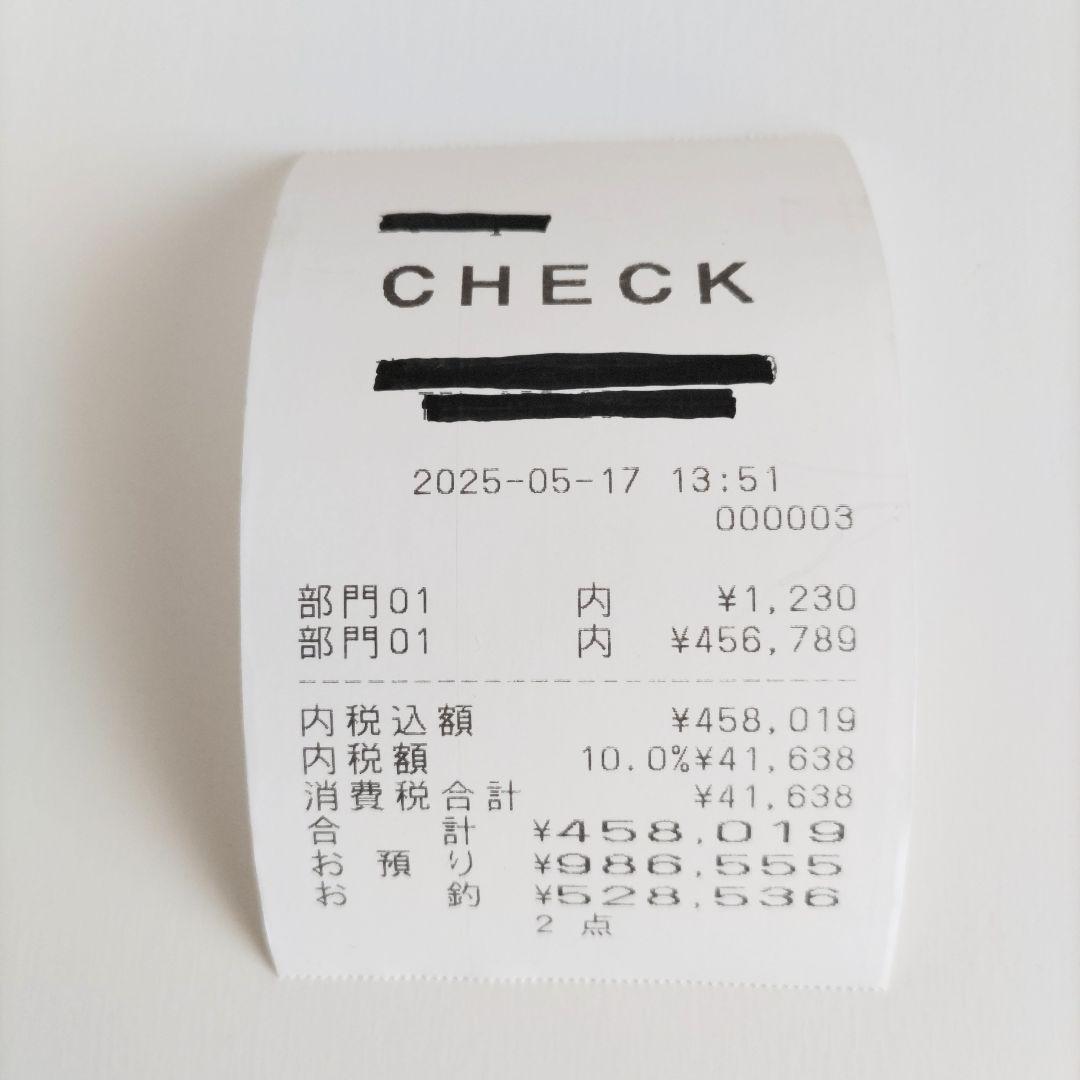 CHECK
2025-05-17 13:51
000003
部門01 内 ¥1,230
部門01 内 ¥456,789
内税込額 ¥458,019
内税額 10.0%¥41,638
消費税合計 ¥41,638
合計 ¥458,019
お預り ¥986,555
お釣 ¥528,536
2 点